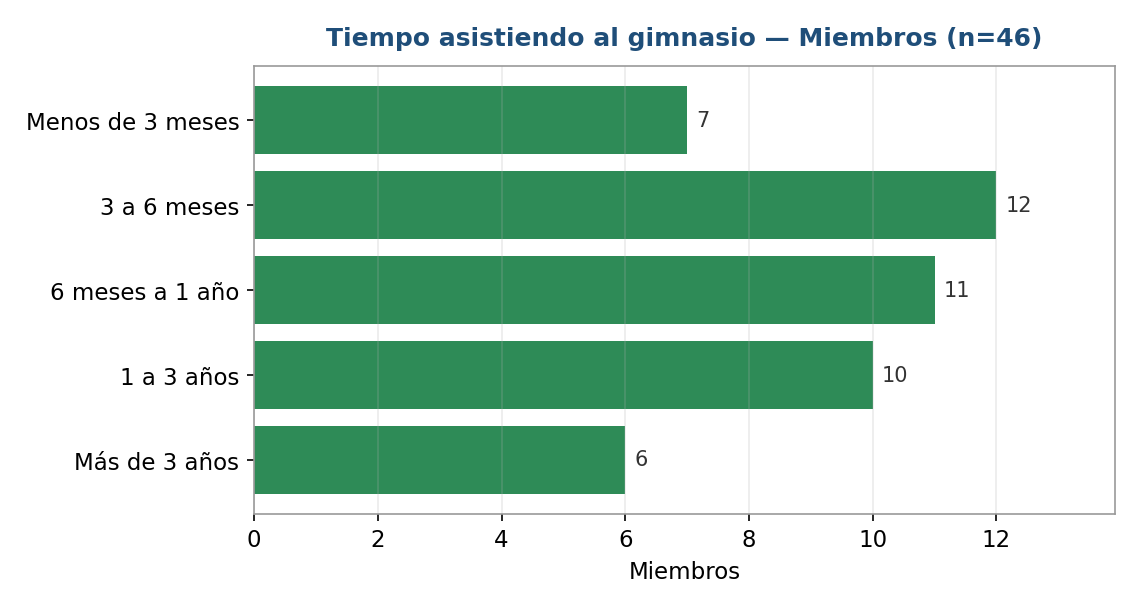 Tiempo asistiendo al gimnasio — Miembros (n=46)
Menos de 3 meses 7
3 a 6 meses 12
6 meses a 1 año 11
1 a 3 años 10
Más de 3 años 6
0 2 4 6 8 10 12
Miembros